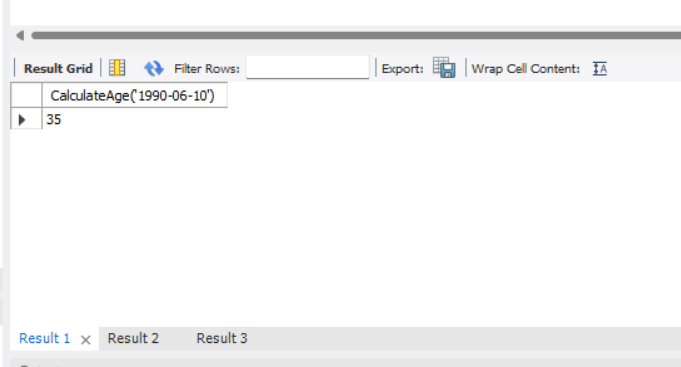 Result Grid Filter Rows: Export: Wrap Cell Content: IA
CalculateAge('1990-06-10')
35
Result 1 × Result 2 Result 3